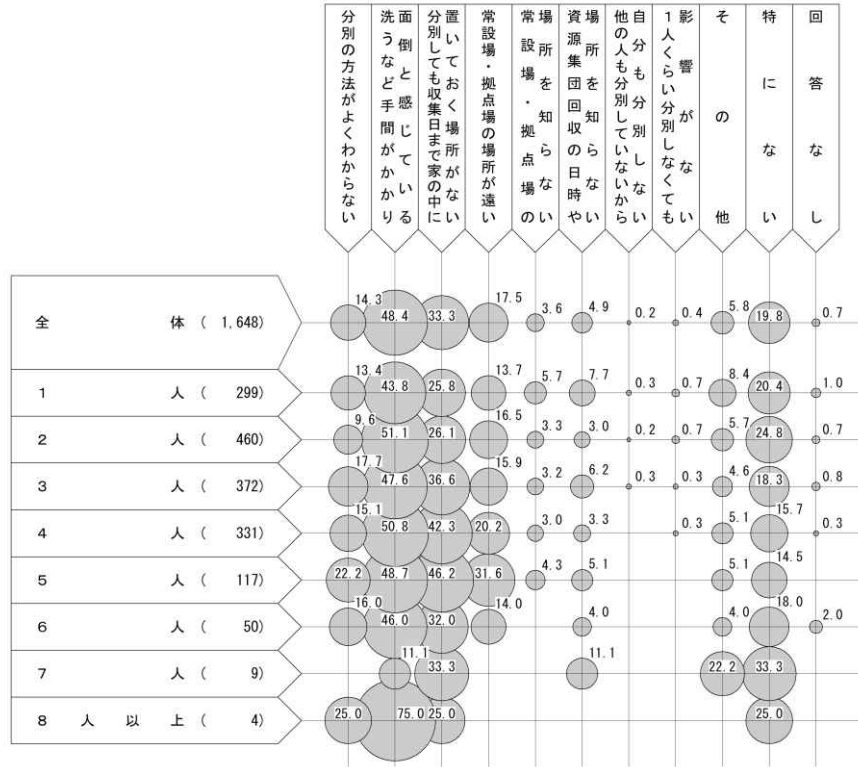 分別の方法がよくわからない
洗うなど手間がかかり
面倒と感じている
分別しても収集日まで家の中に
置いておく場所がない
常設場・拠点場の場所が遠い
常設場・拠点場の
場所を知らない
資源集団回収の日時や
場所を知らない
他の人も分別していないから
自分も分別しない
1人くらい分別しなくても
影響がない
その他
特にない
回答なし
全体 ( 1,648) 14.3 48.4 33.3 17.5 3.6 4.9 0.2 0.4 5.8 19.8 0.7
1人 ( 299) 13.4 43.8 25.8 13.7 5.7 7.7 0.3 0.7 8.4 20.4 1.0
2人 ( 460) 9.6 51.1 26.1 16.5 3.3 3.0 0.2 0.7 5.7 24.8 0.7
3人 ( 372) 17.7 47.6 36.6 15.9 3.2 6.2 0.3 0.3 4.6 18.3 0.8
4人 ( 331) 15.1 50.8 42.3 20.2 3.0 3.3 0.3 5.1 15.7 0.3
5人 ( 117) 22.2 48.7 46.2 31.6 4.3 5.1 5.1 14.5
6人 ( 50) 16.0 46.0 32.0 14.0 4.0 4.0 18.0 2.0
7人 ( 9) 11.1 33.3 11.1 22.2 33.3
8人以上 ( 4) 25.0 75.0 25.0 25.0